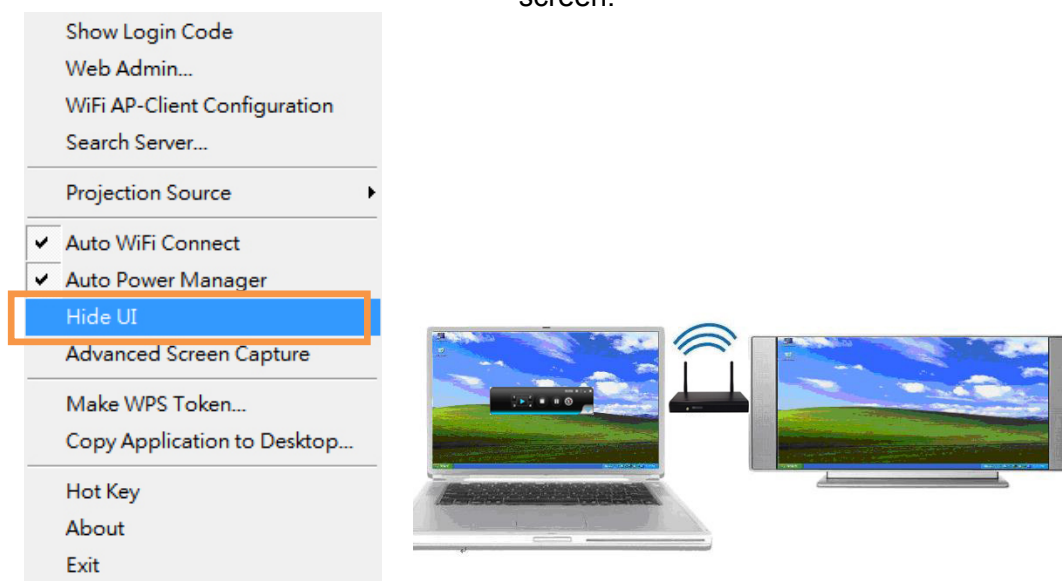 screen.
Show Login Code
Web Admin...
WiFi AP-Client Configuration
Search Server...
Projection Source
Auto WiFi Connect
Auto Power Manager
Hide UI
Advanced Screen Capture
Make WPS Token...
Copy Application to Desktop...
Hot Key
About
Exit